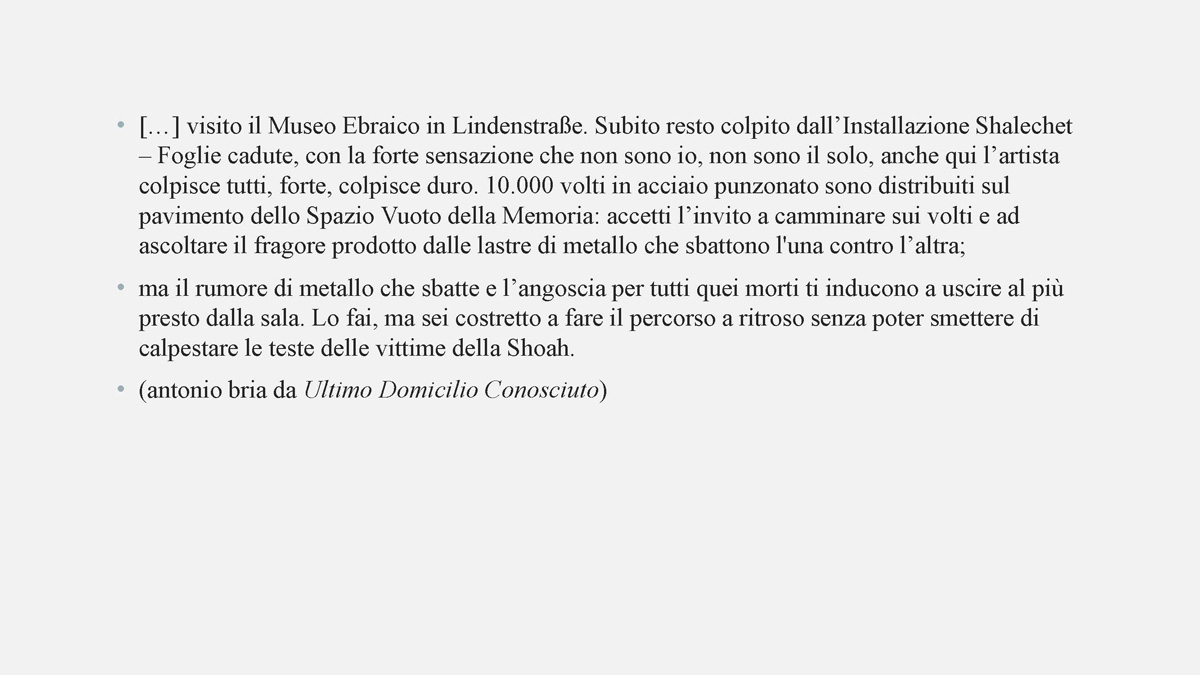 • […] visito il Museo Ebraico in Lindenstraße. Subito resto colpito dall’Installazione Shalechet
– Foglie cadute, con la forte sensazione che non sono io, non sono il solo, anche qui l’artista
colpisce tutti, forte, colpisce duro. 10.000 volti in acciaio punzonato sono distribuiti sul
pavimento dello Spazio Vuoto della Memoria: accetti l’invito a camminare sui volti e ad
ascoltare il fragore prodotto dalle lastre di metallo che sbattono l'una contro l’altra;
• ma il rumore di metallo che sbatte e l’angoscia per tutti quei morti ti inducono a uscire al più
presto dalla sala. Lo fai, ma sei costretto a fare il percorso a ritroso senza poter smettere di
calpestare le teste delle vittime della Shoah.
• (antonio bria da Ultimo Domicilio Conosciuto)